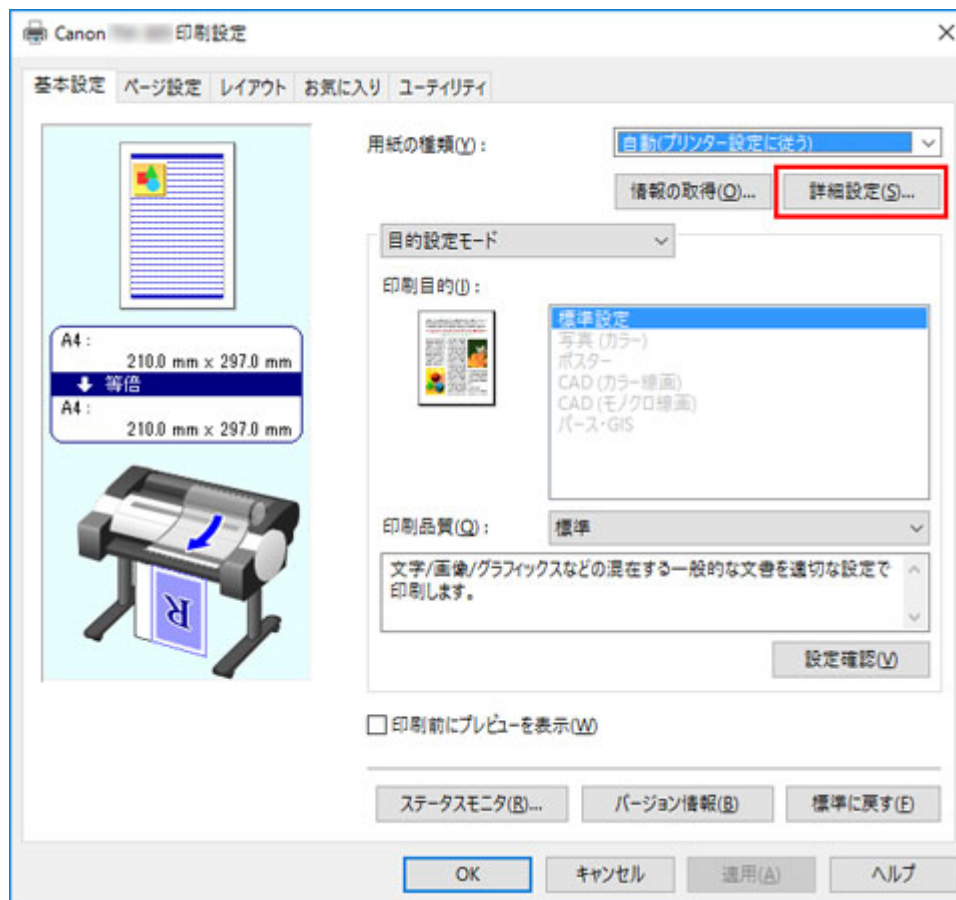 Canon 印刷設定
基本設定 ページ設定 レイアウト お気に入り ユーティリティ
A4 :
210.0 mm x 297.0 mm
等倍
A4 :
210.0 mm x 297.0 mm
R
用紙の種類(Y) :
自動(プリンター設定に従う)
情報の取得(O)...
詳細設定(S)...
目的設定モード
印刷目的(I) :
標準設定
写真 (カラー)
ポスター
CAD (カラー線画)
CAD (モノクロ線画)
パース・GIS
印刷品質(Q) :
標準
文字/画像/グラフィックスなどの混在する一般的な文書を適切な設定で
印刷します。
設定確認(V)
印刷前にプレビューを表示(W)
ステータスモニタ(R)...
バージョン情報(B)
標準に戻す(F)
OK
キャンセル
適用(A)
ヘルプ